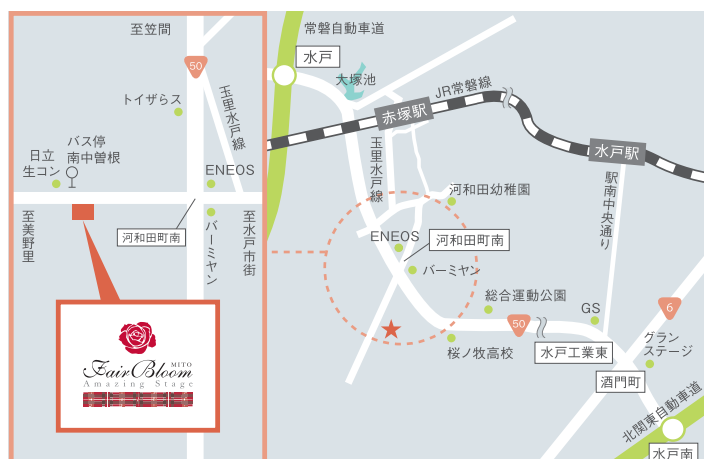 至笠間
50
トイザらス
玉里水戸線
バス停
南中曽根
日立
生コン
ENEOS
至美野里
河和田町南
バーミヤン
至水戸市街
MITO
Fair Bloom
Amazing Stage
常磐自動車道
水戸
大塚池
JR常磐線
赤塚駅
水戸駅
玉里水戸線
駅南中央通り
河和田幼稚園
ENEOS
河和田町南
バーミヤン
総合運動公園
50
GS
6
桜ノ牧高校
水戸工業東
グラン
ステージ
酒門町
北関東自動車道
水戸南